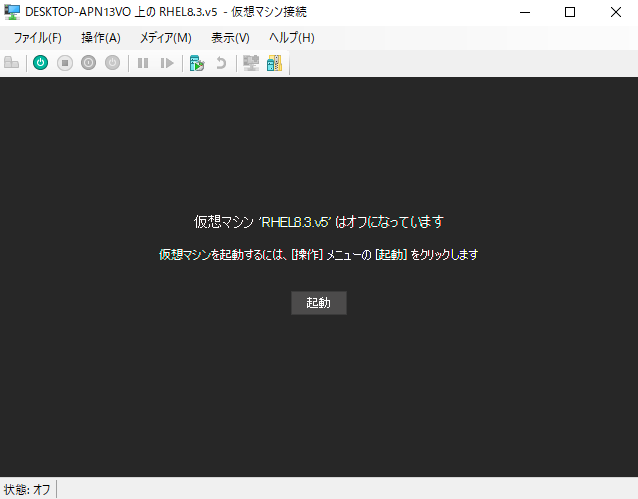 DESKTOP-APN13VO 上の RHEL8.3.v5 - 仮想マシン接続
ファイル(F) 操作(A) メディア(M) 表示(V) ヘルプ(H)
仮想マシン 'RHEL8.3.v5' はオフになっています
仮想マシンを起動するには、[操作] メニューの [起動] をクリックします
起動
状態: オフ